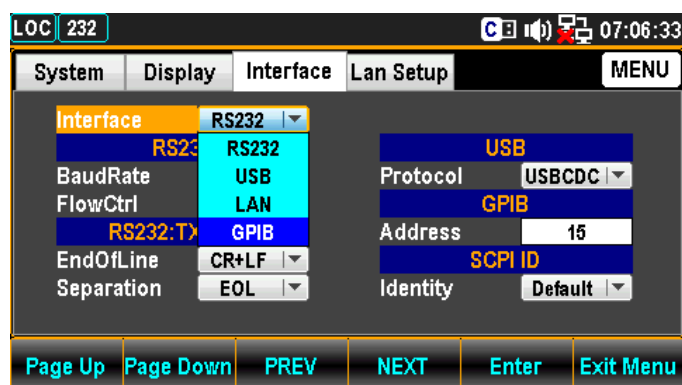 LOC 232 C 07:06:33
System Display Interface Lan Setup MENU
Interface RS232
RS232 USB
BaudRate USB Protocol USBCDC
FlowCtrl LAN GPIB
RS232:TX GPIB Address 15
EndOfLine CR+LF SCPI ID
Separation EOL Identity Default
Page Up Page Down PREV NEXT Enter Exit Menu